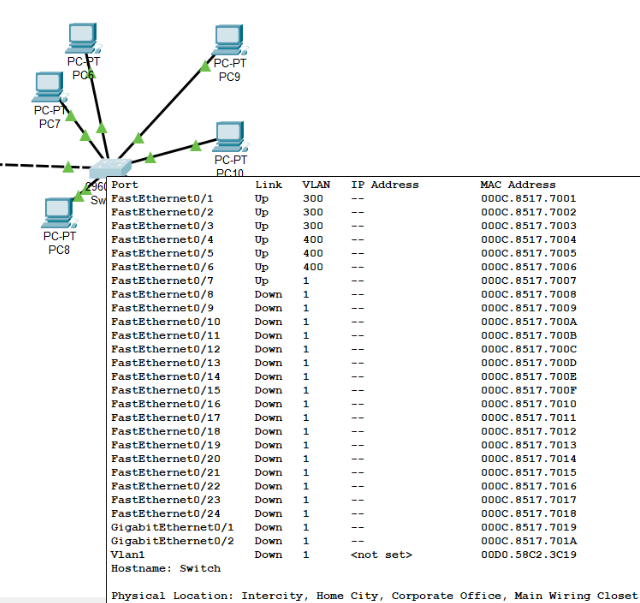 PC-PT
PC6
PC-PT
PC9
PC-PT
PC7
PC-PT
PC10
PC-PT
PC8
Port Link VLAN IP Address MAC Address
FastEthernet0/1 Up 300 -- 000C.8517.7001
FastEthernet0/2 Up 300 -- 000C.8517.7002
FastEthernet0/3 Up 300 -- 000C.8517.7003
FastEthernet0/4 Up 400 -- 000C.8517.7004
FastEthernet0/5 Up 400 -- 000C.8517.7005
FastEthernet0/6 Up 400 -- 000C.8517.7006
FastEthernet0/7 Up 1 -- 000C.8517.7007
FastEthernet0/8 Down 1 -- 000C.8517.7008
FastEthernet0/9 Down 1 -- 000C.8517.7009
FastEthernet0/10 Down 1 -- 000C.8517.700A
FastEthernet0/11 Down 1 -- 000C.8517.700B
FastEthernet0/12 Down 1 -- 000C.8517.700C
FastEthernet0/13 Down 1 -- 000C.8517.700D
FastEthernet0/14 Down 1 -- 000C.8517.700E
FastEthernet0/15 Down 1 -- 000C.8517.700F
FastEthernet0/16 Down 1 -- 000C.8517.7010
FastEthernet0/17 Down 1 -- 000C.8517.7011
FastEthernet0/18 Down 1 -- 000C.8517.7012
FastEthernet0/19 Down 1 -- 000C.8517.7013
FastEthernet0/20 Down 1 -- 000C.8517.7014
FastEthernet0/21 Down 1 -- 000C.8517.7015
FastEthernet0/22 Down 1 -- 000C.8517.7016
FastEthernet0/23 Down 1 -- 000C.8517.7017
FastEthernet0/24 Down 1 -- 000C.8517.7018
GigabitEthernet0/1 Down 1 -- 000C.8517.7019
GigabitEthernet0/2 Down 1 -- 000C.8517.701A
Vlan1 Down 1 <not set> 00D0.58C2.3C19
Hostname: Switch
Physical Location: Intercity, Home City, Corporate Office, Main Wiring Closet